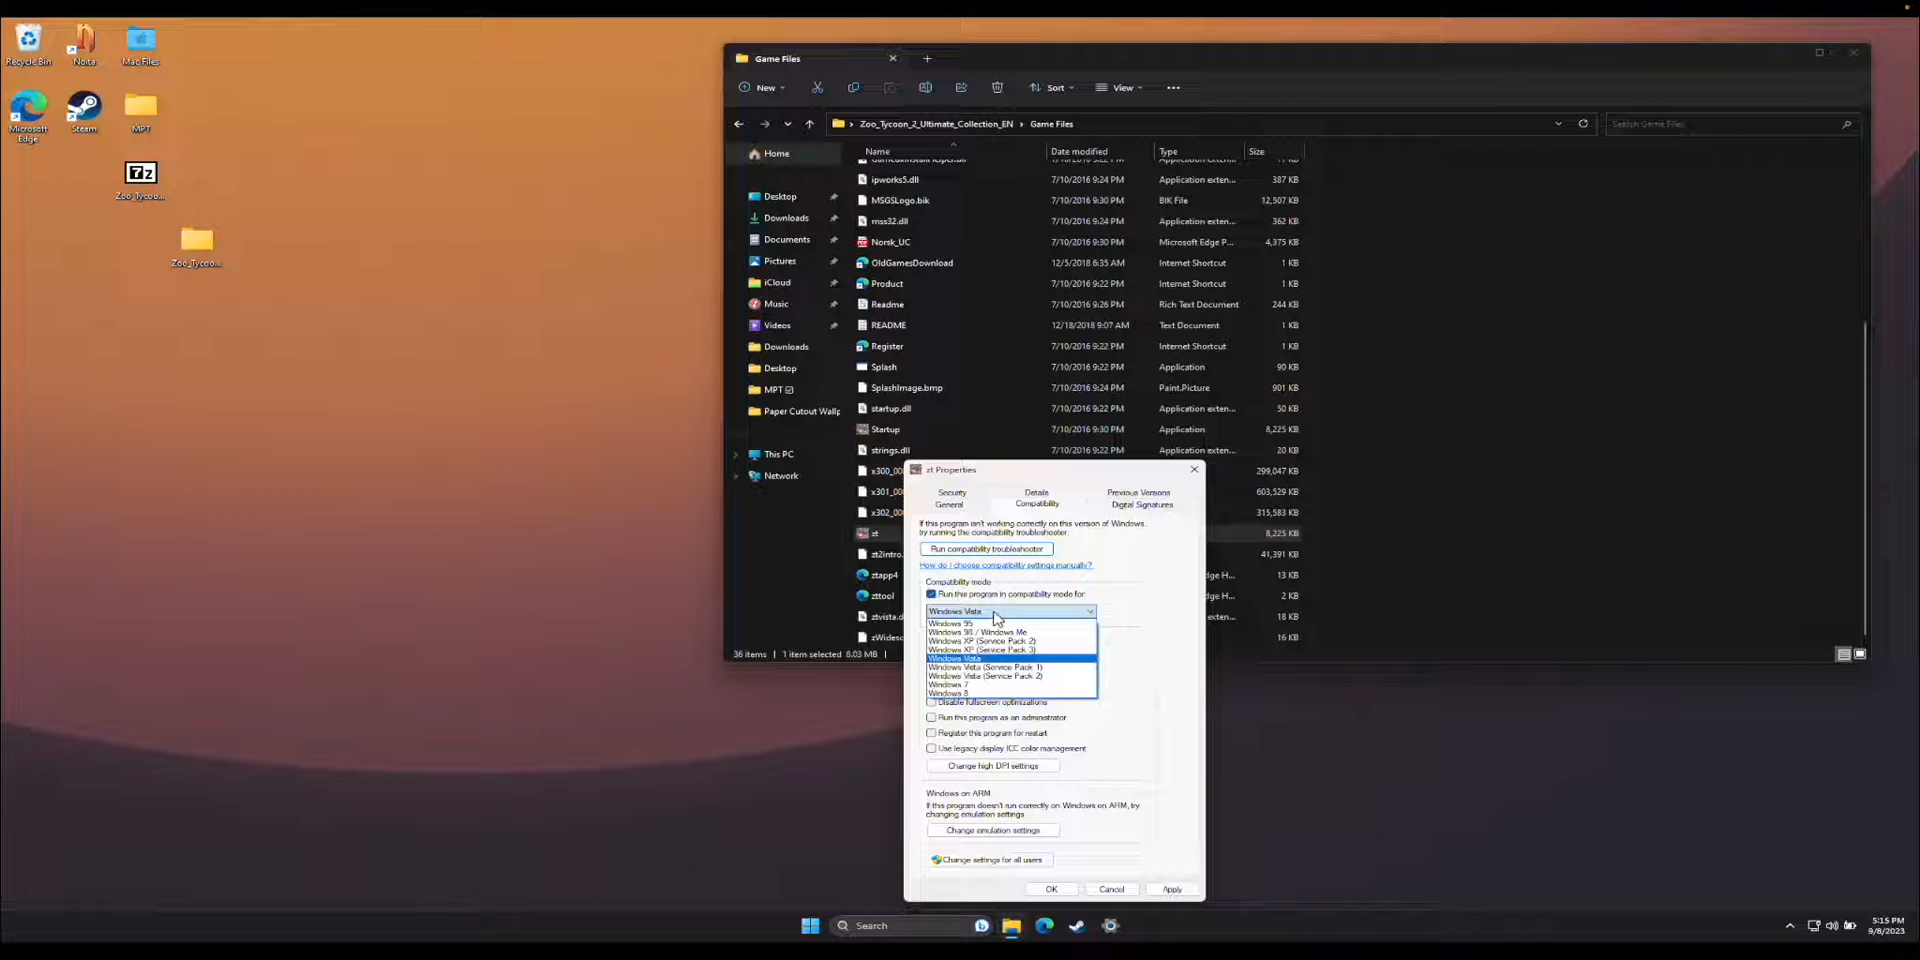 Recycle Bin
Noita
Mac Files
Microsoft Edge
Steam
MPT
7z
Zoo_Tycoo...
Zoo_Tycoo...
Game Files
New
Sort
View
Zoo_Tycoon_2_Ultimate_Collection_EN > Game Files
Search Game Files
Home
Desktop
Downloads
Documents
Pictures
iCloud
Music
Videos
Downloads
Desktop
MPT
Paper Cutout Wallp
This PC
Network
Name Date modified Type Size
ipworks5.dll 7/10/2016 9:24 PM Application exten... 387 KB
MSGSLogo.bik 7/10/2016 9:30 PM BIK File 12,507 KB
mss32.dll 7/10/2016 9:24 PM Application exten... 362 KB
Norsk_UC 7/10/2016 9:30 PM Microsoft Edge P... 4,375 KB
OldGamesDownload 12/5/2018 6:35 AM Internet Shortcut 1 KB
Product 7/10/2016 9:22 PM Internet Shortcut 1 KB
Readme 7/10/2016 9:26 PM Rich Text Document 244 KB
README 12/18/2018 9:07 AM Text Document 1 KB
Register 7/10/2016 9:22 PM Internet Shortcut 1 KB
Splash 7/10/2016 9:22 PM Application 90 KB
SplashImage.bmp 7/10/2016 9:24 PM Paint.Picture 901 KB
startup.dll 7/10/2016 9:22 PM Application exten... 50 KB
Startup 7/10/2016 9:30 PM Application 8,225 KB
strings.dll 7/10/2016 9:22 PM Application exten... 20 KB
x300_00 299,047 KB
x301_00 603,529 KB
x302_00 315,583 KB
zt 8,225 KB
zt2intro. 41,391 KB
ztapp4 dge H... 13 KB
zttool dge H... 2 KB
ztvista.d exten... 51 KB
zWidesc 16 KB
36 items 1 item selected 8.03 MB
zt Properties
Security Details Previous Versions
General Compatibility Digital Signatures
If this program isn't working correctly on this version of Windows,
try running the compatibility troubleshooter.
Run compatibility troubleshooter
How do I choose compatibility settings manually?
Compatibility mode
Run this program in compatibility mode for:
Windows Vista
Windows 95
Windows 98 / Windows Me
Windows XP (Service Pack 2)
Windows XP (Service Pack 3)
Windows Vista
Windows Vista (Service Pack 1)
Windows Vista (Service Pack 2)
Windows 7
Windows 8
Disable fullscreen optimizations
Run this program as an administrator
Register this program for restart
Use legacy display ICC color management
Change high DPI settings
Windows on ARM
If this program doesn't run correctly on Windows on ARM, try
changing emulation settings
Change emulation settings
Change settings for all users
OK Cancel Apply
Search
5:15 PM
9/8/2023